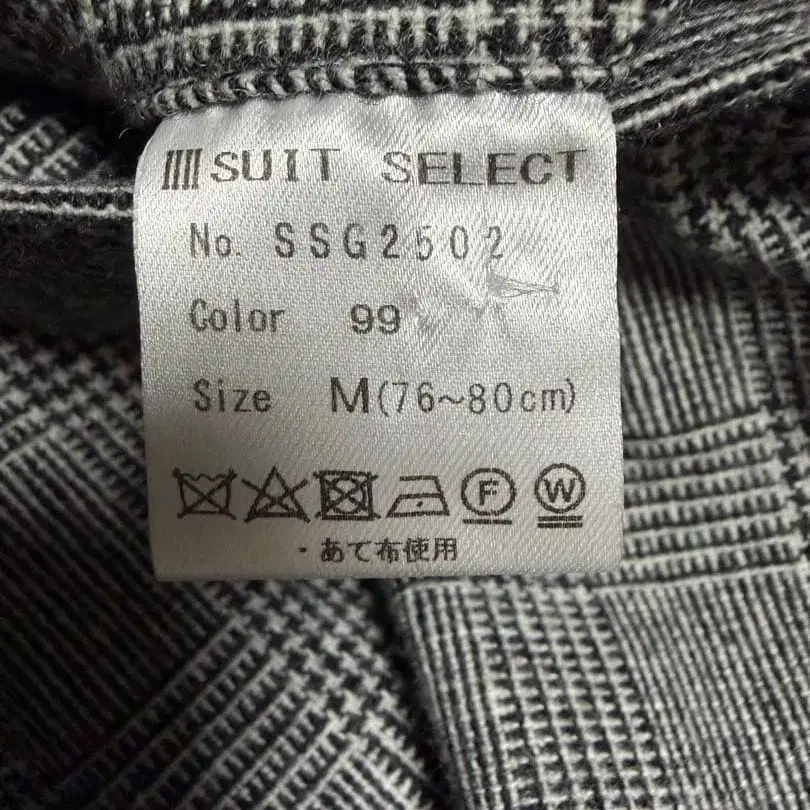 SUIT SELECT
No. SSG2502
Color 99
Size M(76~80cm)
F W
・あて布使用